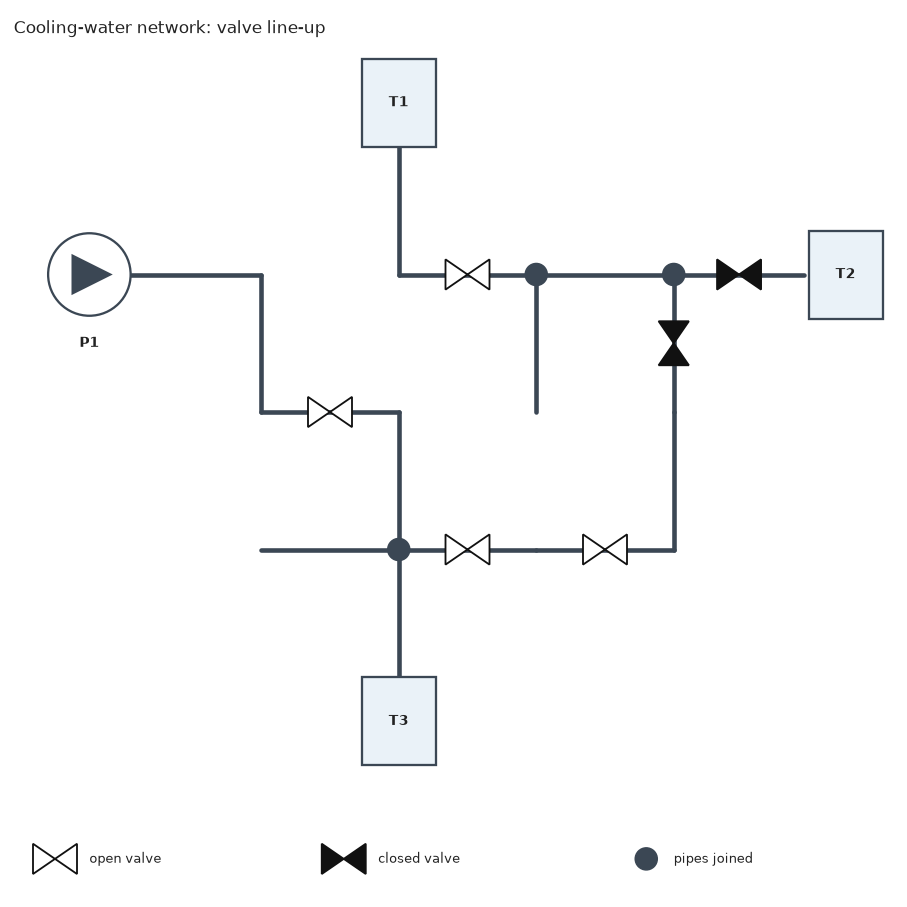 Cooling-water network: valve line-up
T1
T2
P1
T3
open valve
closed valve
pipes joined